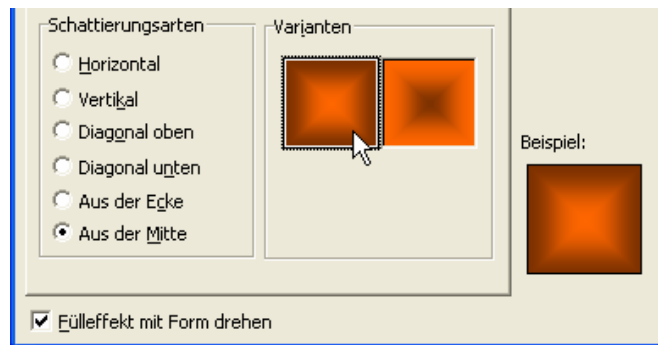 Schattierungsarten
Horizontal
Vertikal
Diagonal oben
Diagonal unten
Aus der Ecke
Aus der Mitte
Varianten
Beispiel:
Fülleffekt mit Form drehen